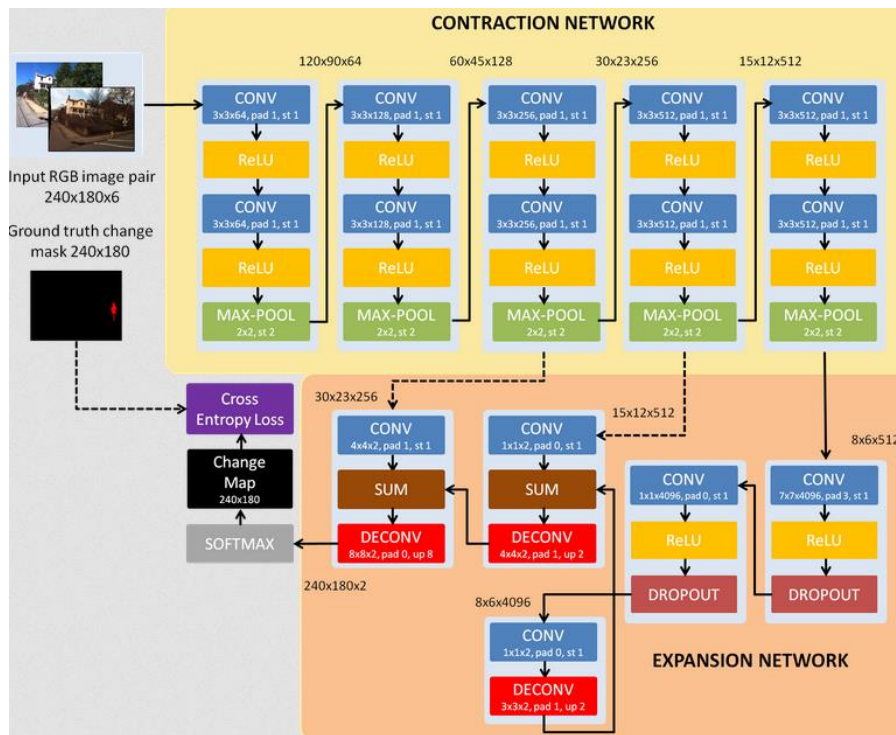 CONTRACTION NETWORK
120x90x64
60x45x128
30x23x256
15x12x512
CONV
3x3x64, pad 1, st 1
ReLU
CONV
3x3x64, pad 1, st 1
ReLU
MAX-POOL
2x2, st 2
CONV
3x3x128, pad 1, st 1
ReLU
CONV
3x3x128, pad 1, st 1
ReLU
MAX-POOL
2x2, st 2
CONV
3x3x256, pad 1, st 1
ReLU
CONV
3x3x256, pad 1, st 1
ReLU
MAX-POOL
2x2, st 2
CONV
3x3x512, pad 1, st 1
ReLU
CONV
3x3x512, pad 1, st 1
ReLU
MAX-POOL
2x2, st 2
CONV
3x3x512, pad 1, st 1
ReLU
CONV
3x3x512, pad 1, st 1
ReLU
MAX-POOL
2x2, st 2
Input RGB image pair
240x180x6
Ground truth change
mask 240x180
Cross
Entropy Loss
Change
Map
240x180
SOFTMAX
240x180x2
30x23x256
CONV
4x4x2, pad 1, st 1
SUM
DECONV
8x8x2, pad 0, up 8
15x12x512
CONV
1x1x2, pad 0, st 1
SUM
DECONV
4x4x2, pad 1, up 2
8x6x512
CONV
1x1x4096, pad 0, st 1
ReLU
DROPOUT
CONV
7x7x4096, pad 3, st 1
ReLU
DROPOUT
8x6x4096
CONV
1x1x2, pad 0, st 1
DECONV
3x3x2, pad 1, up 2
EXPANSION NETWORK